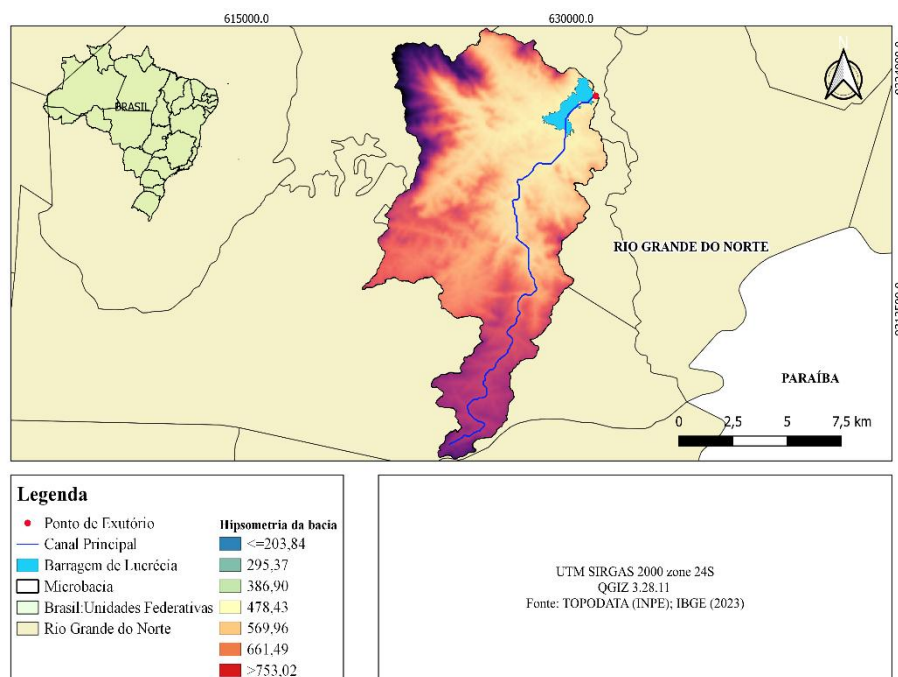 615000.0
630000.0
BRASIL
N
RIO GRANDE DO NORTE
PARAÍBA
0 2,5 5 7,5 km
Legenda
Ponto de Exutório
Canal Principal
Barragem de Lucrécia
Microbacia
Brasil:Unidades Federativas
Rio Grande do Norte
Hipsometria da bacia
<=203,84
295,37
386,90
478,43
569,96
661,49
>753,02
UTM SIRGAS 2000 zone 24S
QGIZ 3.28.11
Fonte: TOPODATA (INPE); IBGE (2023)